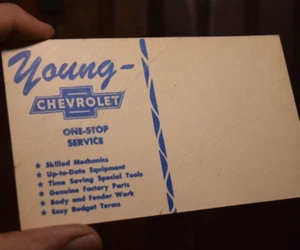 Young-
CHEVROLET
ONE-STOP
SERVICE
★ Skilled Mechanics
★ Up-to-Date Equipment
★ Time Saving Special Tools
★ Genuine Factory Parts
★ Body and Fender Work
★ Easy Budget Terms